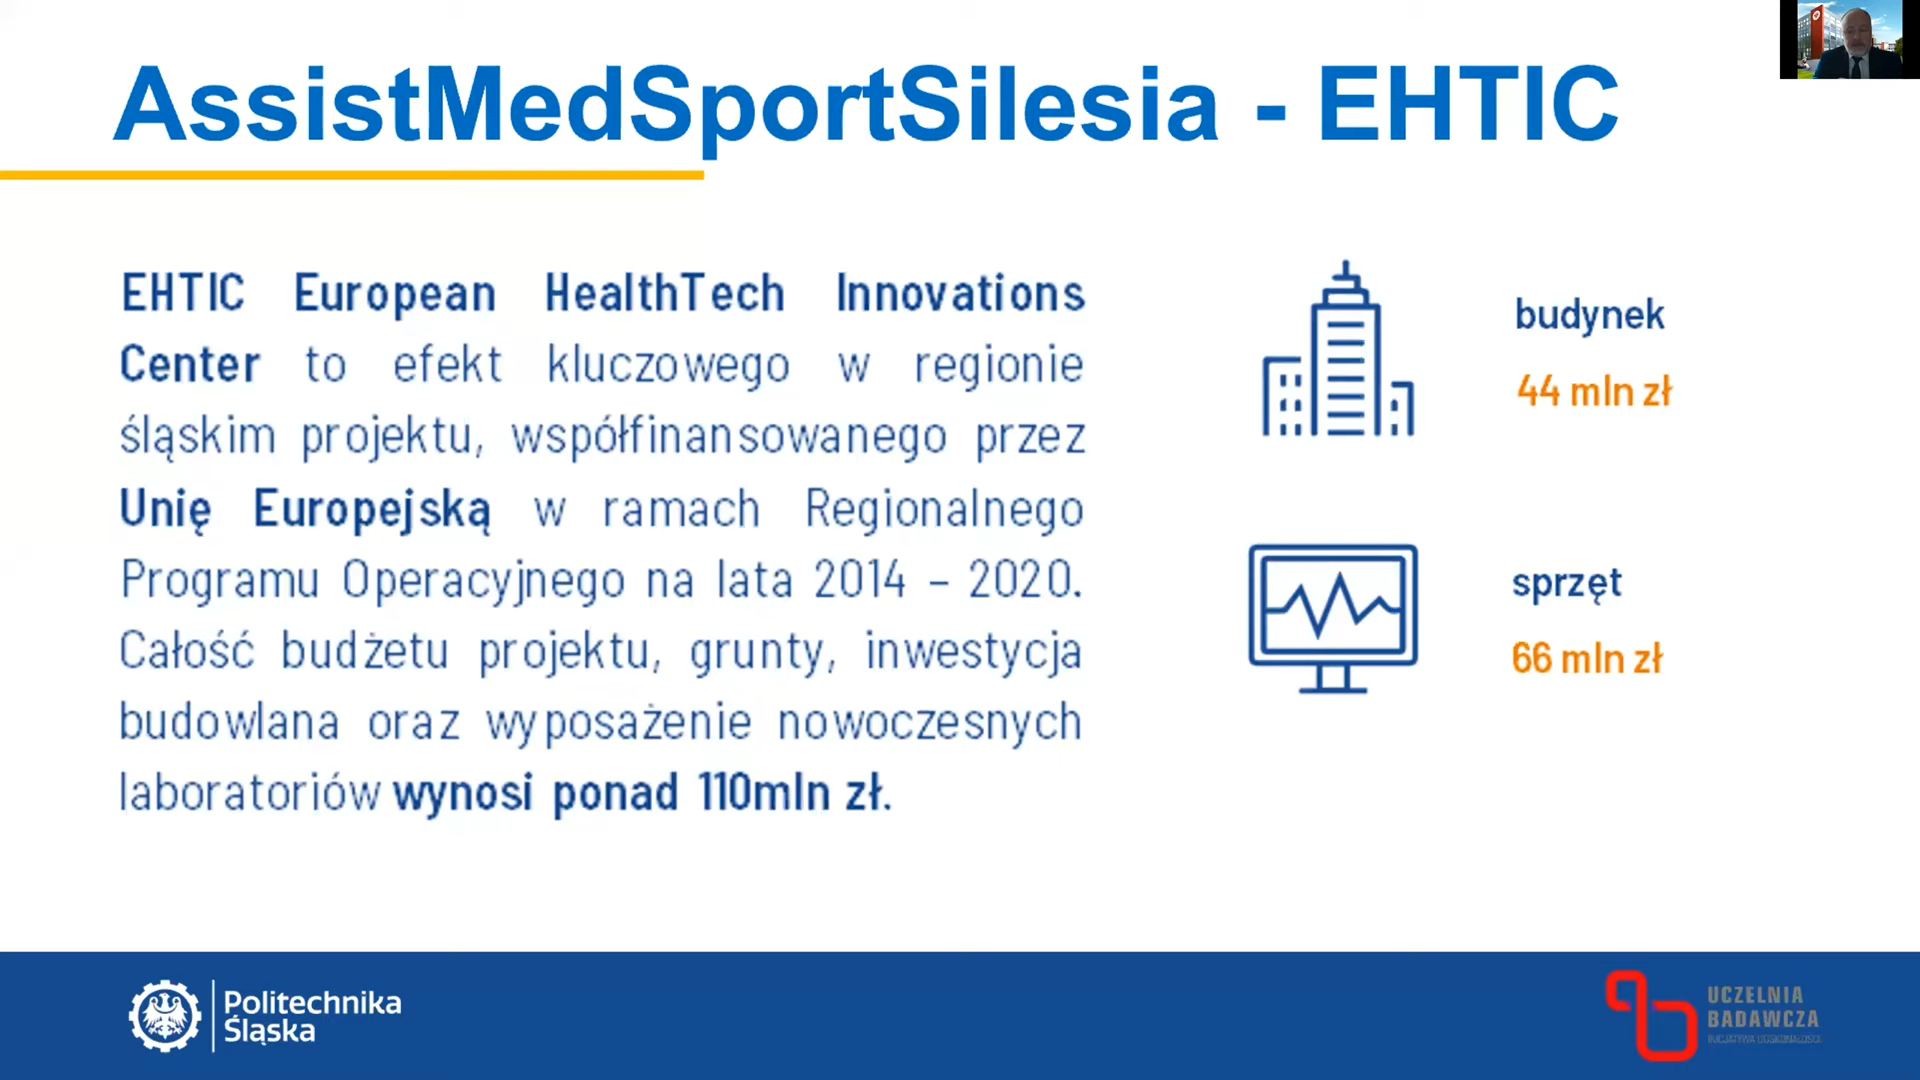 AssistMedSportSilesia - EHTIC
EHTIC European HealthTech Innovations
Center to efekt kluczowego w regionie
śląskim projektu, współfinansowanego przez
Unię Europejską w ramach Regionalnego
Programu Operacyjnego na lata 2014 – 2020.
Całość budżetu projektu, grunty, inwestycja
budowlana oraz wyposażenie nowoczesnych
laboratoriów wynosi ponad 110mln zł.
budynek
44 mln zł
sprzęt
66 mln zł
Politechnika
Śląska
UCZELNIA
BADAWCZA
INICJATYWA DOSKONAŁOŚCI